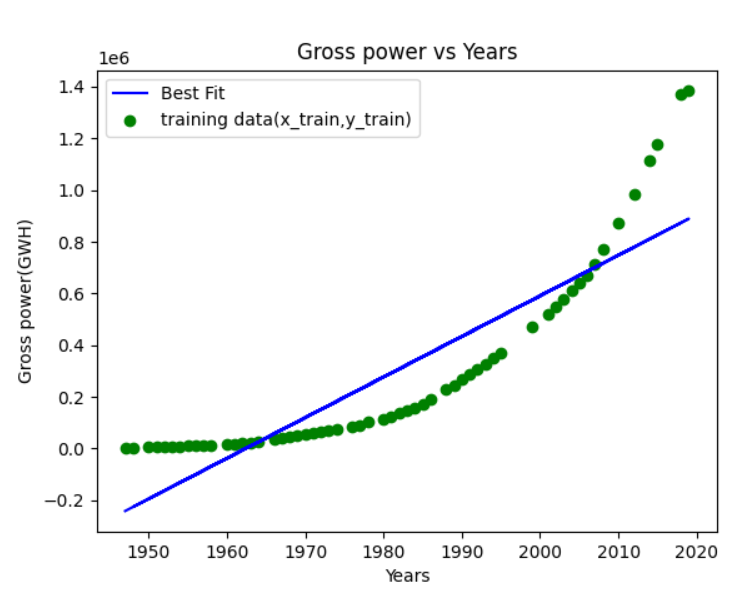 Gross power vs Years
1e6
Best Fit
training data(x_train,y_train)
1.4
1.2
1.0
0.8
0.6
0.4
0.2
0.0
−0.2
Gross power(GWH)
1950 1960 1970 1980 1990 2000 2010 2020
Years